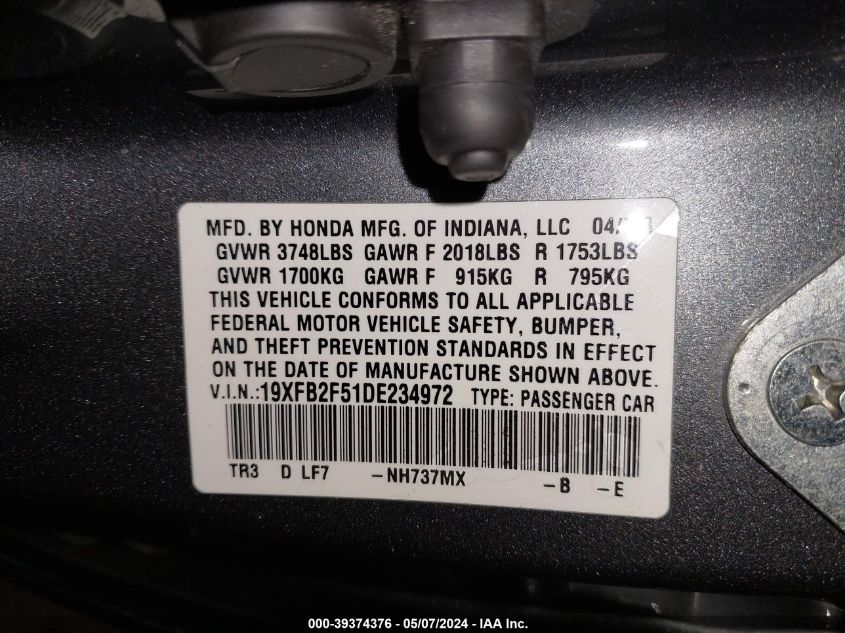 MFD. BY HONDA MFG. OF INDIANA, LLC 04/
GVWR 3748LBS GAWR F 2018LBS R 1753LBS
GVWR 1700KG GAWR F 915KG R 795KG
THIS VEHICLE CONFORMS TO ALL APPLICABLE
FEDERAL MOTOR VEHICLE SAFETY, BUMPER,
AND THEFT PREVENTION STANDARDS IN EFFECT
ON THE DATE OF MANUFACTURE SHOWN ABOVE.
V.I.N.:19XFB2F51DE234972 TYPE: PASSENGER CAR
TR3 D LF7 -NH737MX -B -E
000-39374376 - 05/07/2024 - IAA Inc.